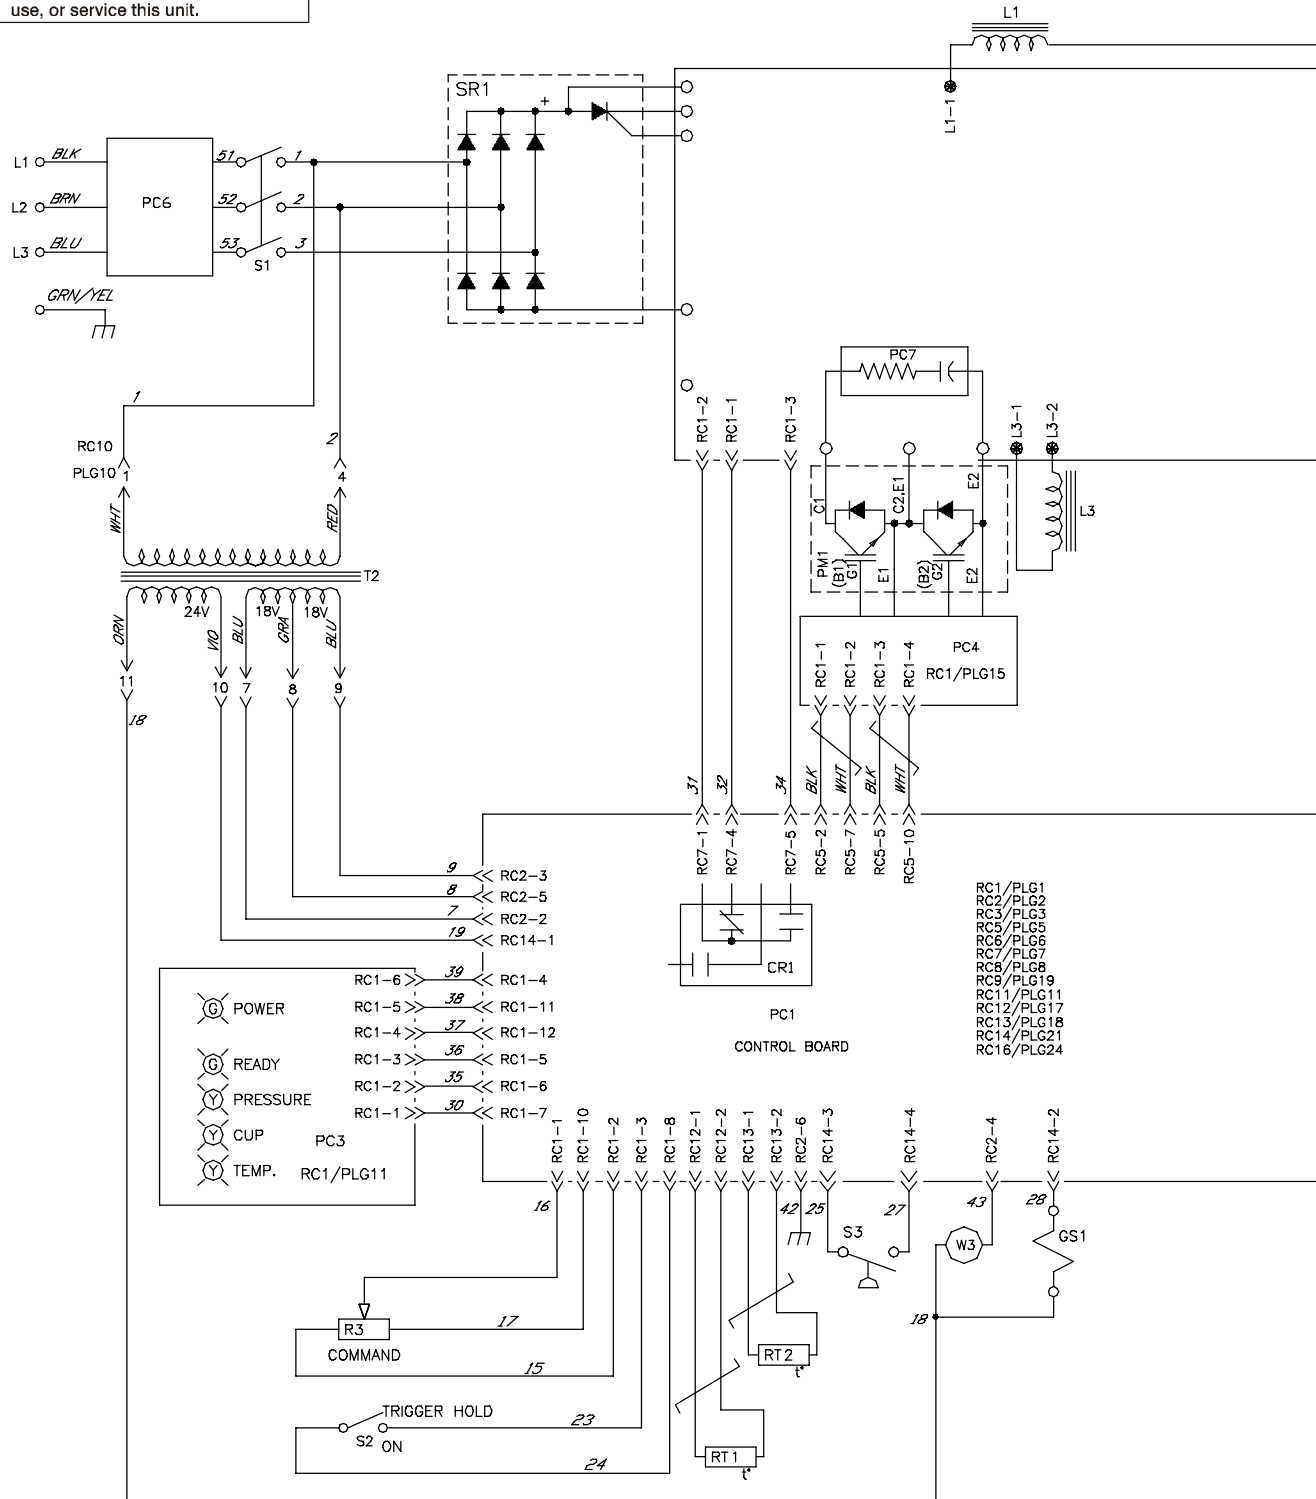 use, or service this unit.
L1
L1-1
SR1
+
L1 BLK 51 1
L2 BRN PC6 52 2
L3 BLU 53 3
S1
GRN/YEL
PC7
1
2
RC10
PLG10 1
4
WHT
RED
T2
24V 18V 18V
ORN
VIO
BLU
GRA
BLU
11 10 7 8 9
18
RC1-2
RC1-1
RC1-3
L3-1
L3-2
L3
C1
C2,E1
E2
PM1
(B1)
G1
E1
(B2)
G2
E2
PC4
RC1/PLG15
RC1-1
RC1-2
RC1-3
RC1-4
31
32
34
BLK
WHT
BLK
WHT
RC7-1
RC7-4
RC7-5
RC5-2
RC5-7
RC5-5
RC5-10
9 RC2-3
8 RC2-5
7 RC2-2
19 RC14-1
CR1
PC1
CONTROL BOARD
RC1/PLG1
RC2/PLG2
RC3/PLG3
RC5/PLG5
RC6/PLG6
RC7/PLG7
RC8/PLG8
RC9/PLG19
RC11/PLG11
RC12/PLG17
RC13/PLG18
RC14/PLG21
RC16/PLG24
RC1-6 39 RC1-4
RC1-5 38 RC1-11
RC1-4 37 RC1-12
RC1-3 36 RC1-5
RC1-2 35 RC1-6
RC1-1 30 RC1-7
G POWER
G READY
Y PRESSURE
Y CUP
Y TEMP.
PC3
RC1/PLG11
RC1-1
RC1-10
RC1-2
RC1-3
RC1-8
RC12-1
RC12-2
RC13-1
RC13-2
RC2-6
RC14-3
RC14-4
RC2-4
RC14-2
16 42 25 27 43 28
S3
W3
GS1
18
R3
17
COMMAND
15
RT2
t°
TRIGGER HOLD
23
S2 ON
24
RT1
t°